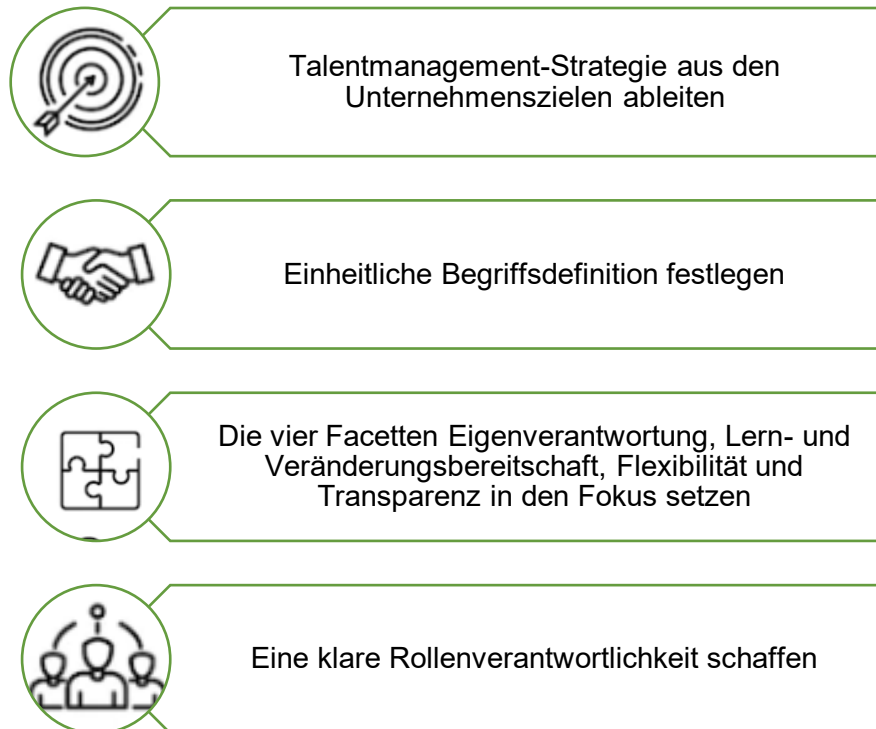 Talentmanagement-Strategie aus den
Unternehmenszielen ableiten
Einheitliche Begriffsdefinition festlegen
Die vier Facetten Eigenverantwortung, Lern- und
Veränderungsbereitschaft, Flexibilität und
Transparenz in den Fokus setzen
Eine klare Rollenverantwortlichkeit schaffen